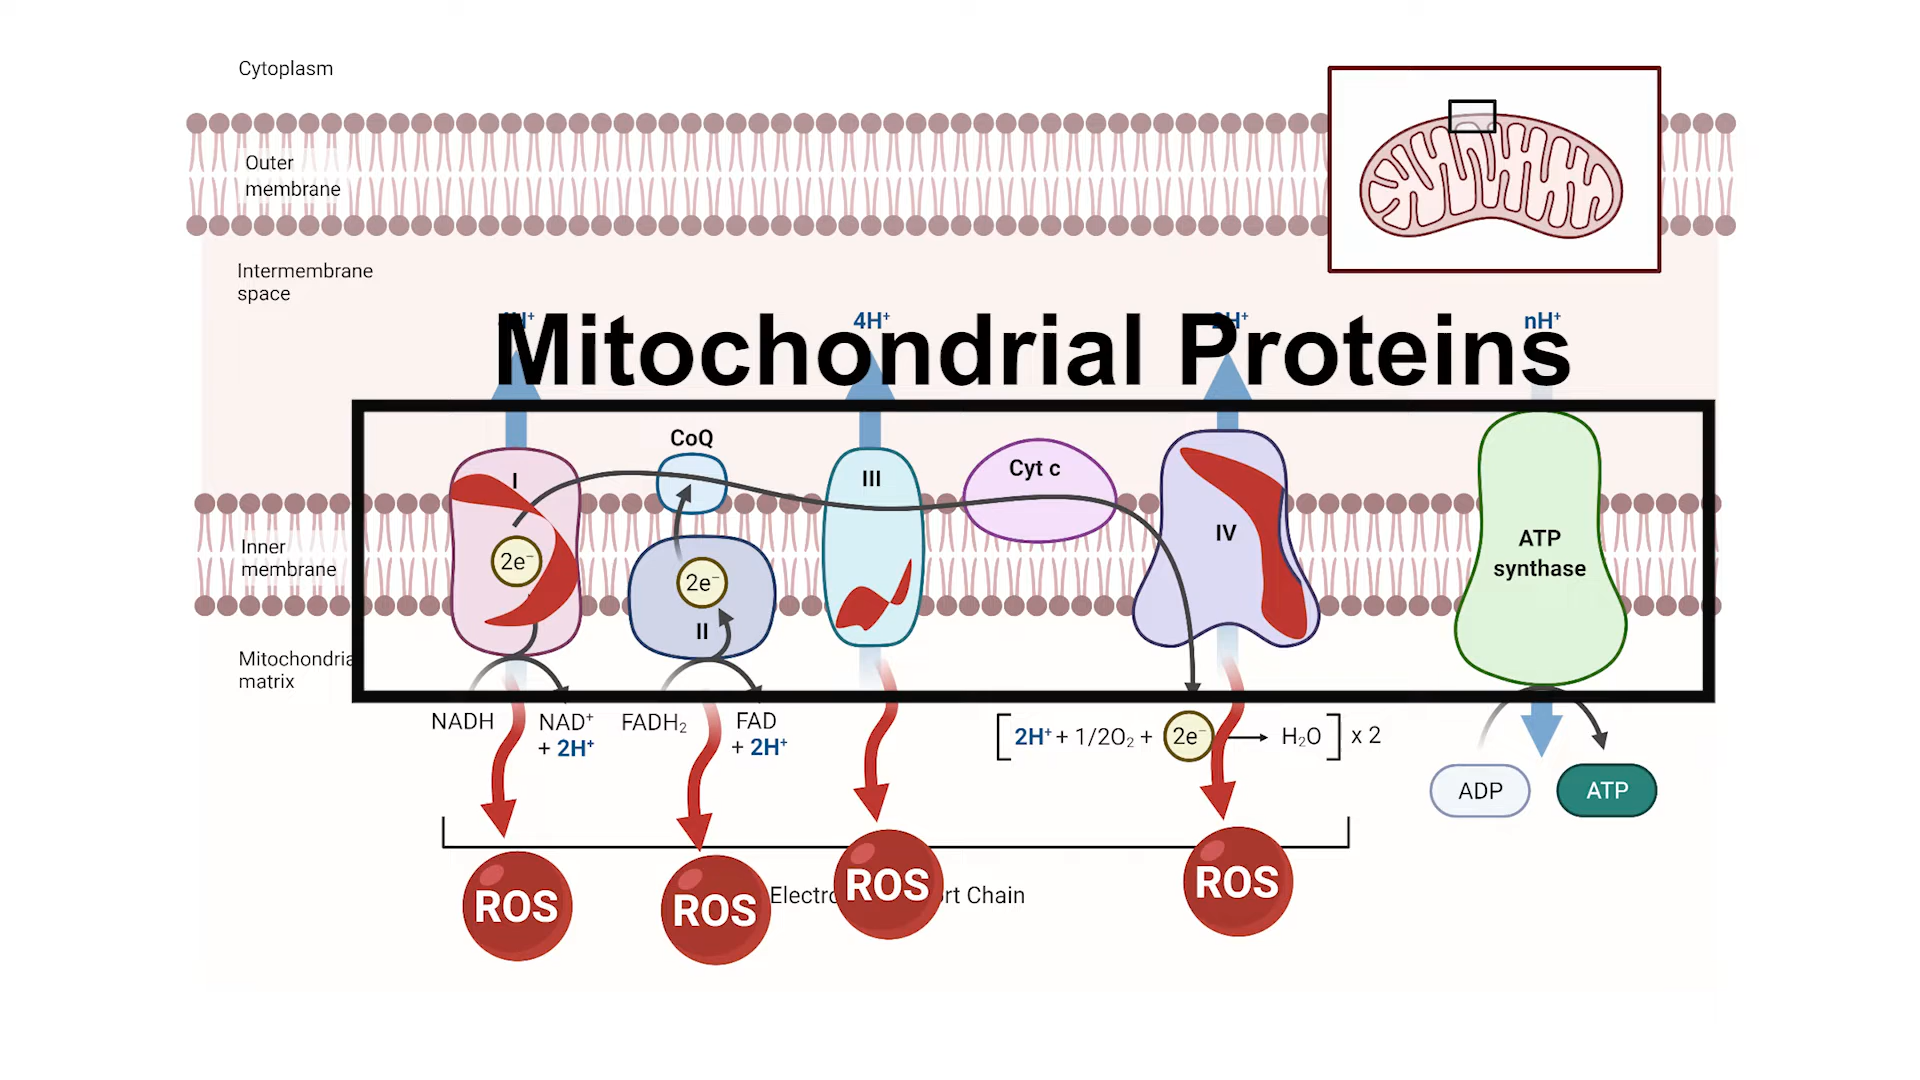 Cytoplasm
Outer
membrane
Intermembrane
space
4H⁺
nH⁺
Mitochondrial Proteins
CoQ
I
III
Cyt c
IV
2e⁻
2e⁻
II
ATP
synthase
Inner
membrane
matrix
NADH
NAD⁺
+ 2H⁺
FADH₂
FAD
+ 2H⁺
[2H⁺ + 1/2O₂ + 2e⁻ → H₂O] x 2
ADP
ATP
ROS
ROS
ROS
ROS
Chain